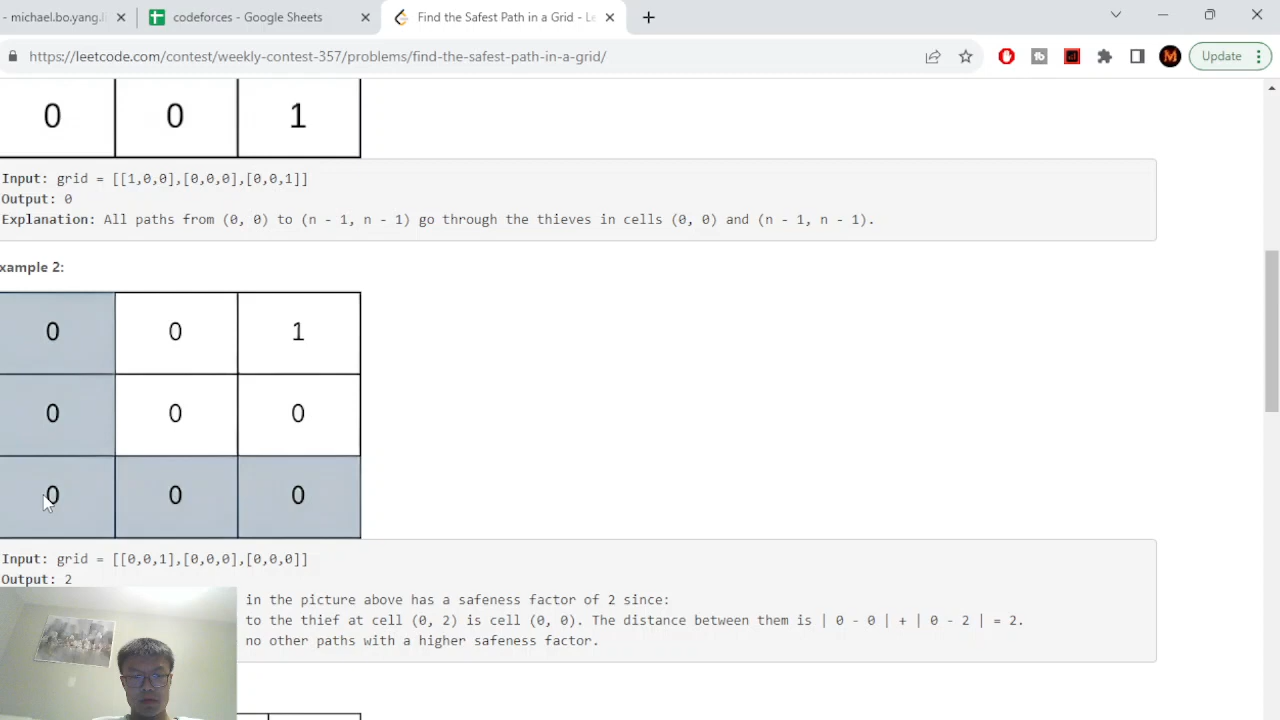 - michael.bo.yang.li
codeforces - Google Sheets
Find the Safest Path in a Grid - Le
https://leetcode.com/contest/weekly-contest-357/problems/find-the-safest-path-in-a-grid/
M
Update
0 0 1
Input: grid = [[1,0,0],[0,0,0],[0,0,1]]
Output: 0
Explanation: All paths from (0, 0) to (n - 1, n - 1) go through the thieves in cells (0, 0) and (n - 1, n - 1).
xample 2:
0 0 1
0 0 0
0 0 0
Input: grid = [[0,0,1],[0,0,0],[0,0,0]]
Output: 2
in the picture above has a safeness factor of 2 since:
to the thief at cell (0, 2) is cell (0, 0). The distance between them is | 0 - 0 | + | 0 - 2 | = 2.
no other paths with a higher safeness factor.